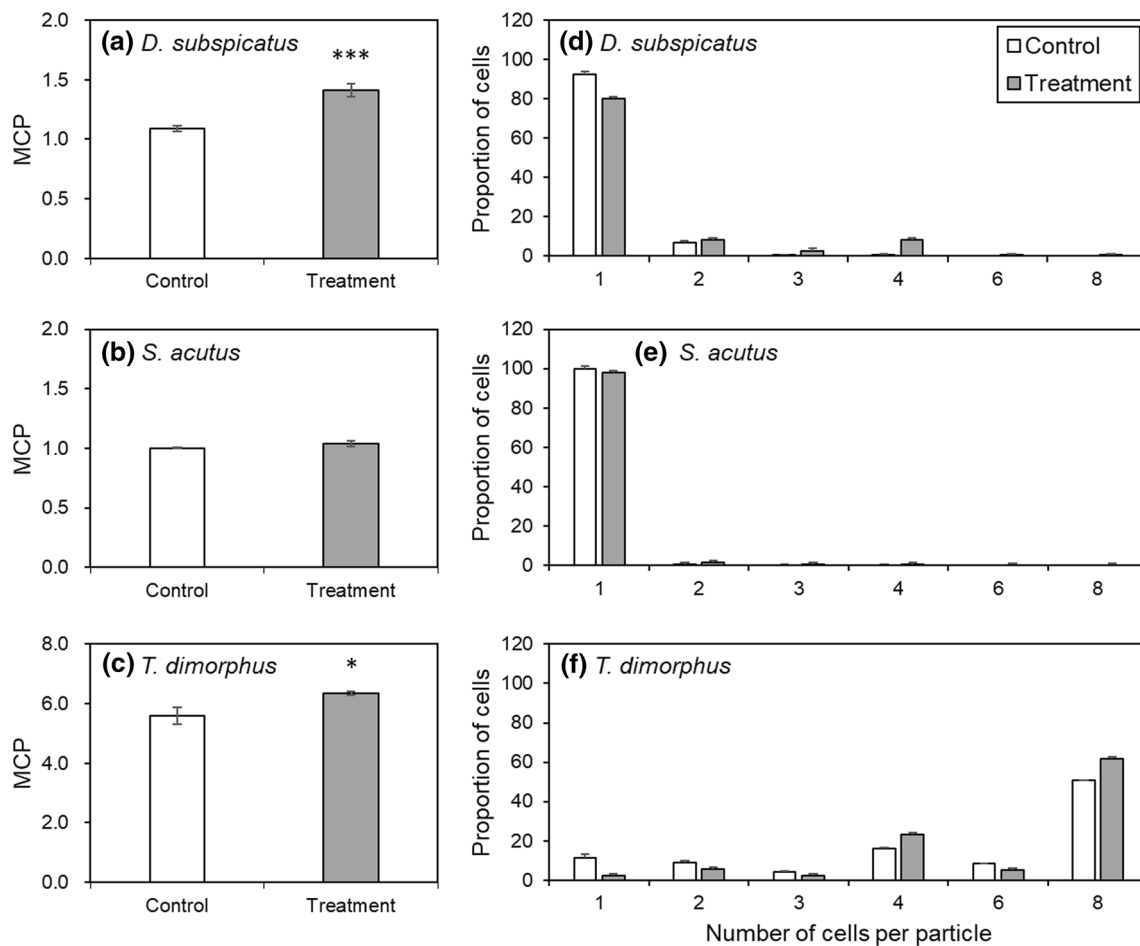 (a) D. subspicatus
***
2.0
1.5
1.0
0.5
0.0
MCP
Control
Treatment
(d) D. subspicatus
Control
Treatment
120
100
80
60
40
20
0
Proportion of cells
1 2 3 4 6 8
(b) S. acutus
2.0
1.5
1.0
0.5
0.0
MCP
Control
Treatment
(e) S. acutus
120
100
80
60
40
20
0
Proportion of cells
1 2 3 4 6 8
(c) T. dimorphus
*
8.0
6.0
4.0
2.0
0.0
MCP
Control
Treatment
(f) T. dimorphus
120
100
80
60
40
20
0
Proportion of cells
1 2 3 4 6 8
Number of cells per particle